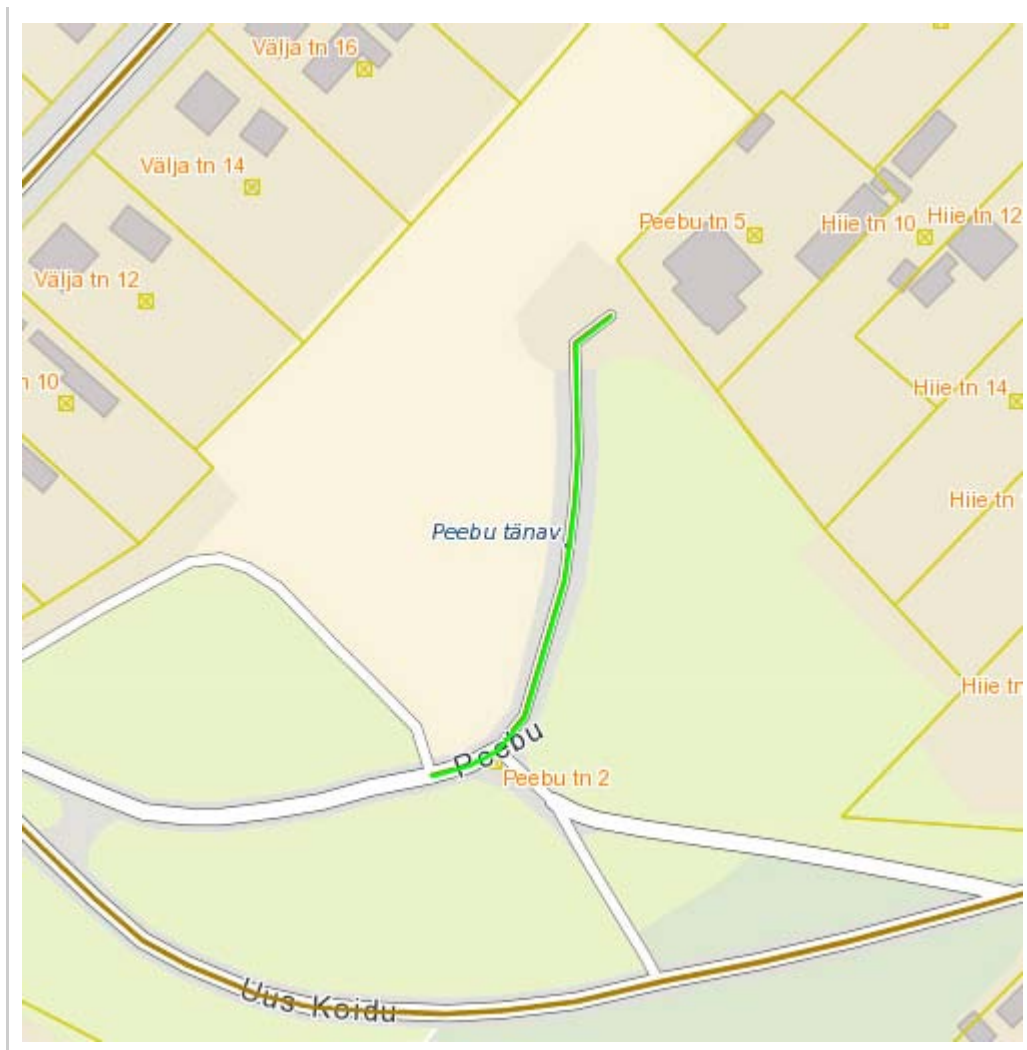 Välja tn 16
Välja tn 14
Peebu tn 5
Hiie tn 10
Hiie tn 12
Välja tn 12
10
Hiie tn 14
Hiie tn
Peebu tänav
Hiie tn
Peebu
Peebu tn 2
Uus-Koidu